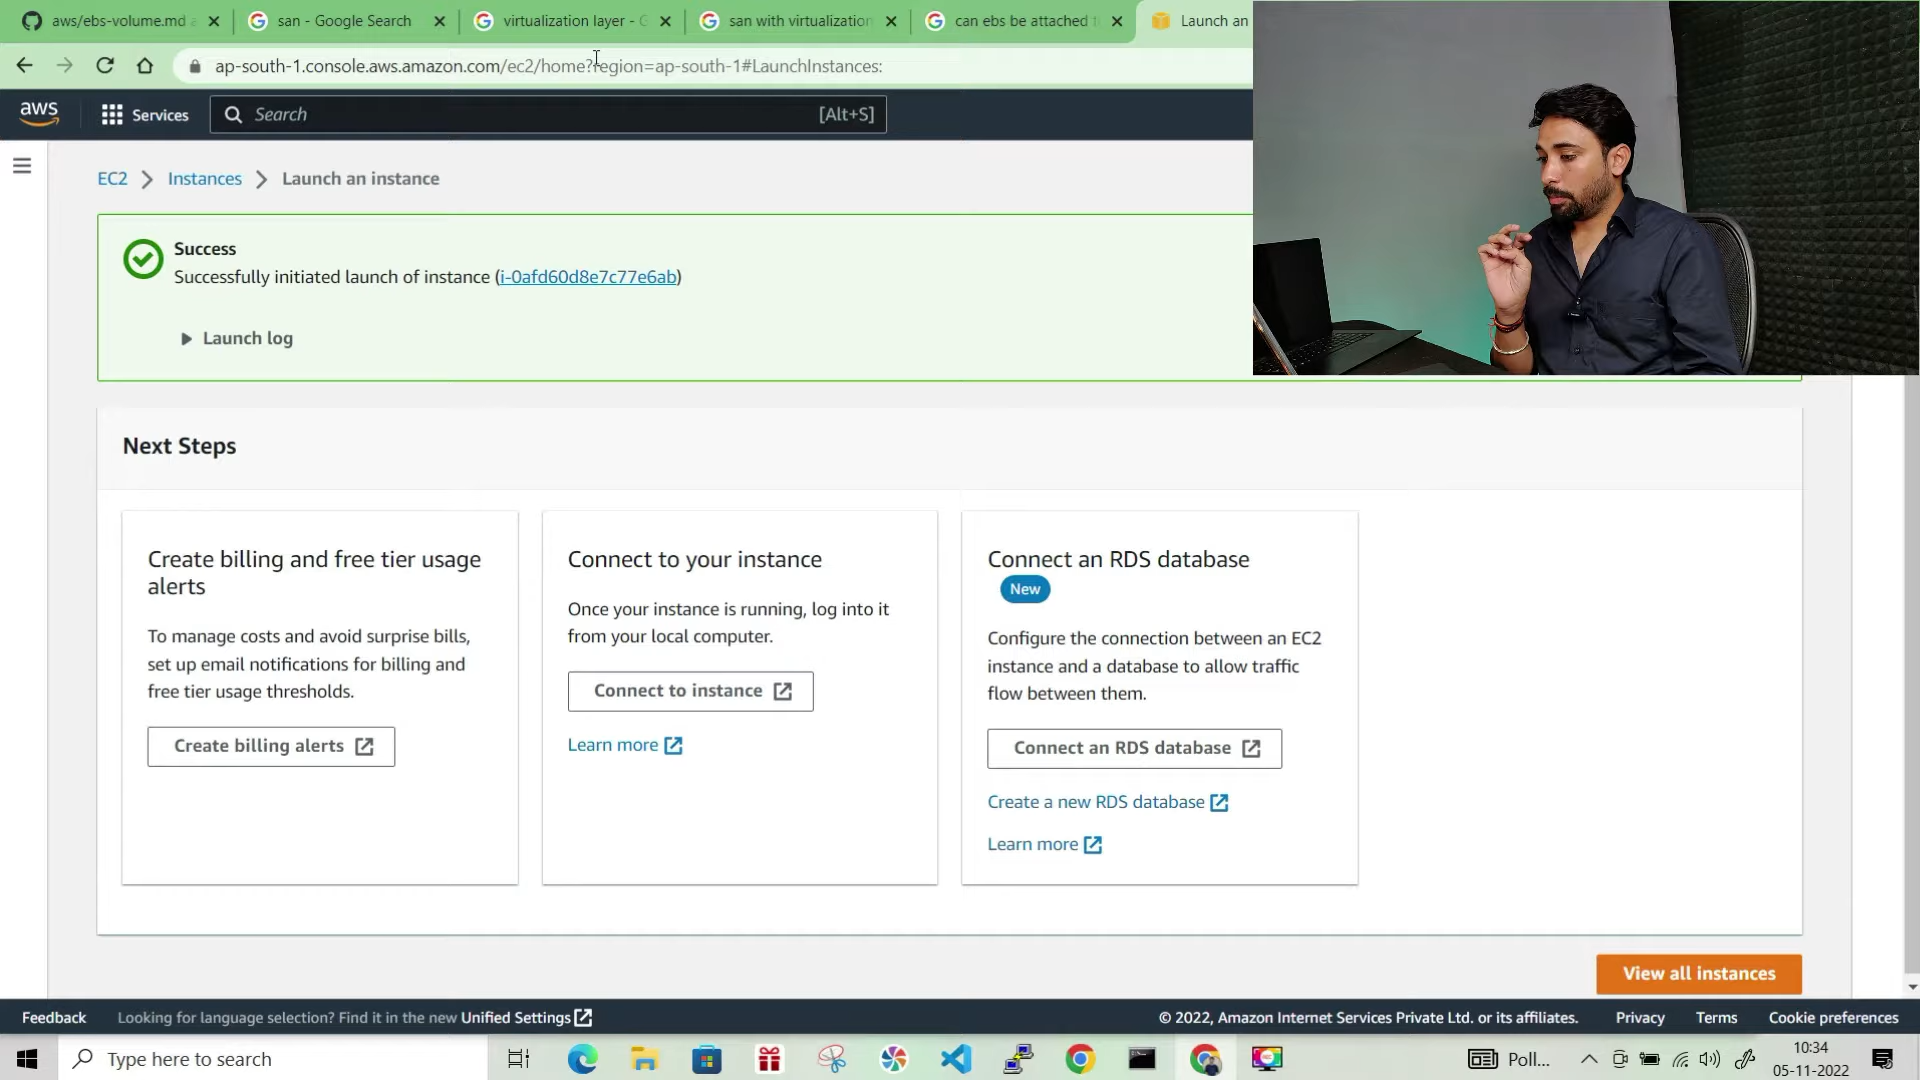 aws/ebs-volume.md a
san - Google Search
virtualization layer - G
san with virtualization
can ebs be attached t
Launch an
ap-south-1.console.aws.amazon.com/ec2/home?region=ap-south-1#LaunchInstances:
aws
Services
Search
[Alt+S]
EC2
Instances
Launch an instance
Success
Successfully initiated launch of instance (i-0afd60d8e7c77e6ab)
Launch log
Next Steps
Create billing and free tier usage
alerts
To manage costs and avoid surprise bills,
set up email notifications for billing and
free tier usage thresholds.
Create billing alerts
Connect to your instance
Once your instance is running, log into it
from your local computer.
Connect to instance
Learn more
Connect an RDS database
New
Configure the connection between an EC2
instance and a database to allow traffic
flow between them.
Connect an RDS database
Create a new RDS database
Learn more
View all instances
Feedback
Looking for language selection? Find it in the new Unified Settings
© 2022, Amazon Internet Services Private Ltd. or its affiliates.
Privacy
Terms
Cookie preferences
Type here to search
Poll...
10:34
05-11-2022